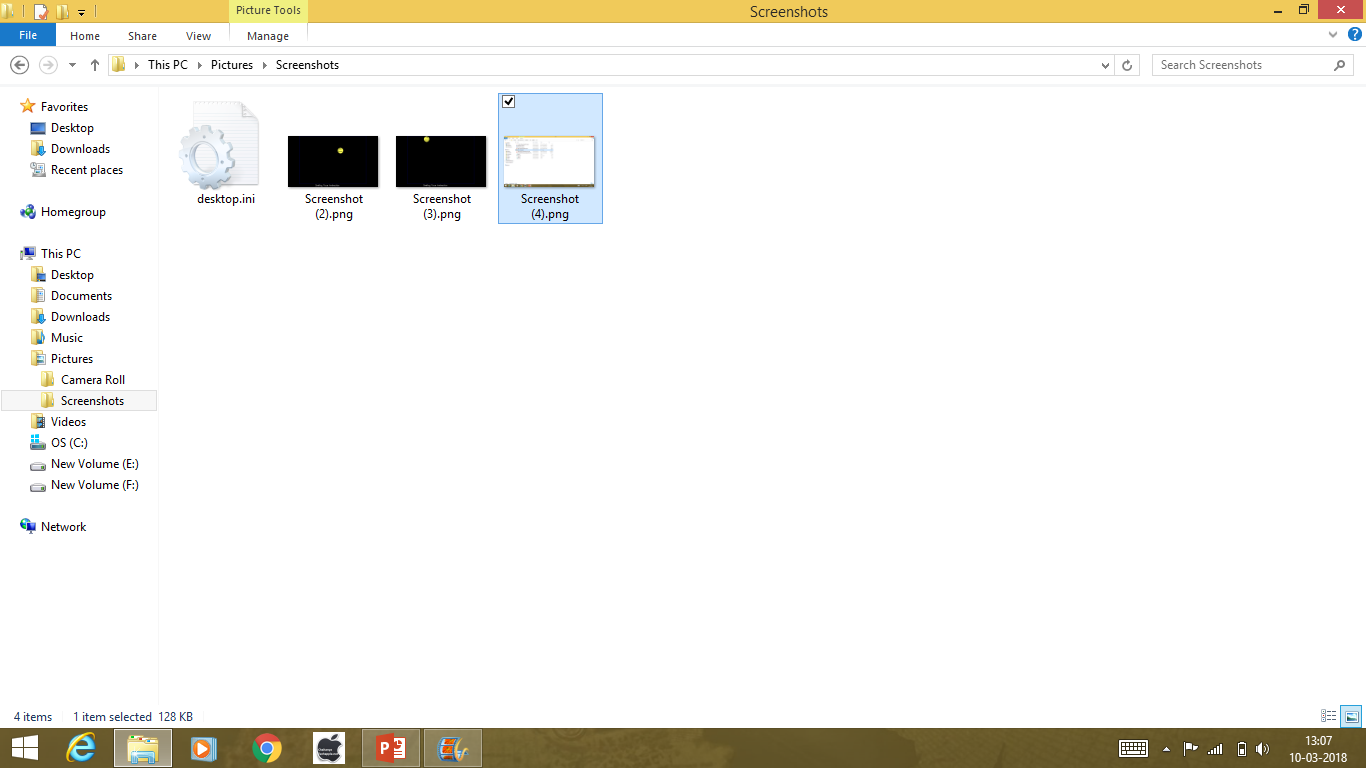 Picture Tools
Screenshots
File
Home
Share
View
Manage
This PC
Pictures
Screenshots
Search Screenshots
Favorites
Desktop
Downloads
Recent places
Homegroup
This PC
Desktop
Documents
Downloads
Music
Pictures
Camera Roll
Screenshots
Videos
OS (C:)
New Volume (E:)
New Volume (F:)
Network
desktop.ini
Screenshot
(2).png
Screenshot
(3).png
Screenshot
(4).png
4 items
1 item selected 128 KB
13:07
10-03-2018